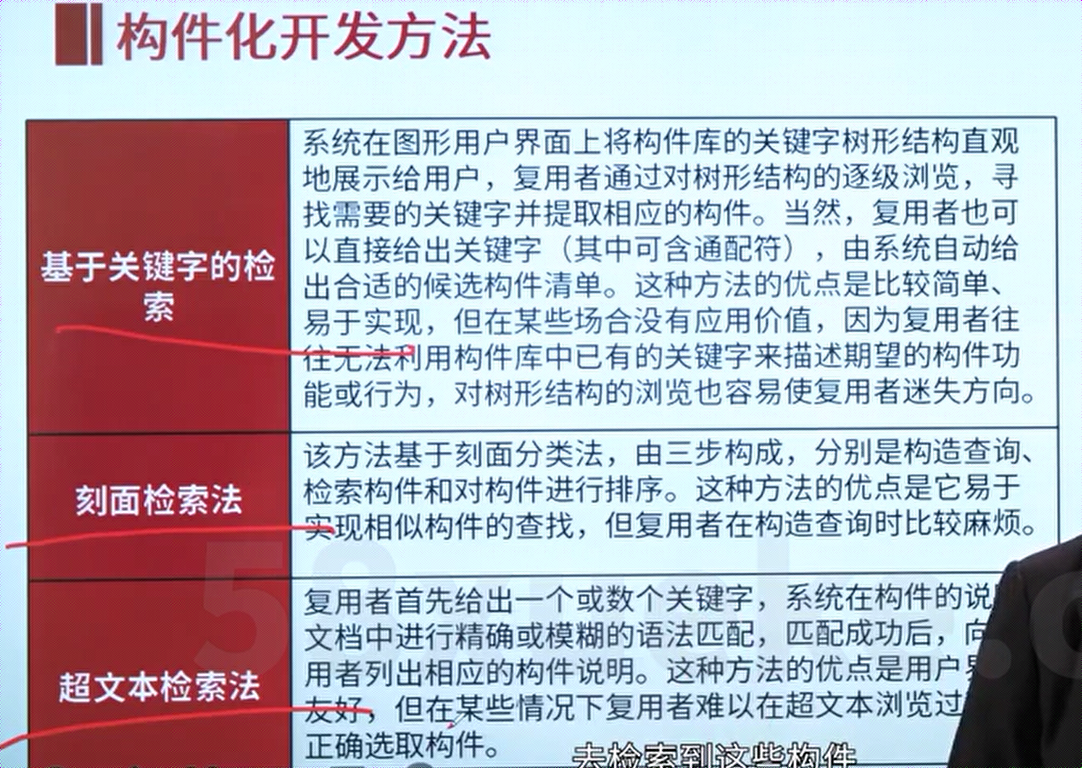 构件化开发方法
基于关键字的检
索
系统在图形用户界面上将构件库的关键字树形结构直观
地展示给用户，复用者通过对树形结构的逐级浏览，寻
找需要的关键字并提取相应的构件。当然，复用者也可
以直接给出关键字（其中可含通配符），由系统自动给
出合适的候选构件清单。这种方法的优点是比较简单、
易于实现，但在某些场合没有应用价值，因为复用者往
往无法利用构件库中已有的关键字来描述期望的构件功
能或行为，对树形结构的浏览也容易使复用者迷失方向。
刻面检索法
该方法基于刻面分类法，由三步构成，分别是构造查询、
检索构件和对构件进行排序。这种方法的优点是它易于
实现相似构件的查找，但复用者在构造查询时比较麻烦。
超文本检索法
复用者首先给出一个或数个关键字，系统在构件的说
文档中进行精确或模糊的语法匹配，匹配成功后，向
用者列出相应的构件说明。这种方法的优点是用户界
友好，但在某些情况下复用者难以在超文本浏览过
正确选取构件。
去检索到这些构件